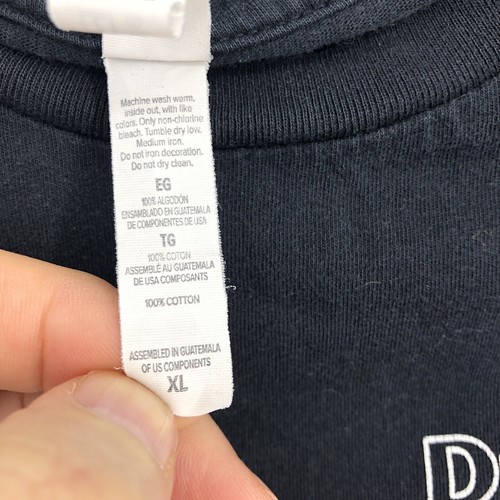 Machine wash warm,
inside out, with like
colors. Only non-chlorine
bleach. Tumble dry low.
Medium iron.
Do not iron decoration.
Do not dry clean.
EG
100% ALGODÓN
ENSAMBLADO EN GUATEMALA
DE COMPONENTES DE USA
TG
100% COTON
ASSEMBLÉ AU GUATEMALA
DE USA COMPOSANTS
100% COTTON
ASSEMBLED IN GUATEMALA
OF US COMPONENTS
XL